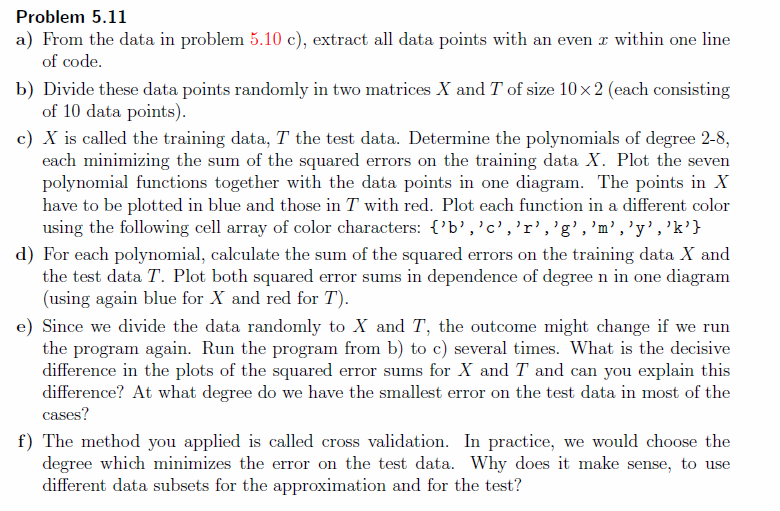 Problem 5.11
a) From the data in problem 5.10 c), extract all data points with an even x within one line
of code.
b) Divide these data points randomly in two matrices X and T of size 10×2 (each consisting
of 10 data points).
c) X is called the training data, T the test data. Determine the polynomials of degree 2-8,
each minimizing the sum of the squared errors on the training data X. Plot the seven
polynomial functions together with the data points in one diagram. The points in X
have to be plotted in blue and those in T with red. Plot each function in a different color
using the following cell array of color characters: {'b','c','r','g','m','y','k'}
d) For each polynomial, calculate the sum of the squared errors on the training data X and
the test data T. Plot both squared error sums in dependence of degree n in one diagram
(using again blue for X and red for T).
e) Since we divide the data randomly to X and T, the outcome might change if we run
the program again. Run the program from b) to c) several times. What is the decisive
difference in the plots of the squared error sums for X and T and can you explain this
difference? At what degree do we have the smallest error on the test data in most of the
cases?
f) The method you applied is called cross validation. In practice, we would choose the
degree which minimizes the error on the test data. Why does it make sense, to use
different data subsets for the approximation and for the test?